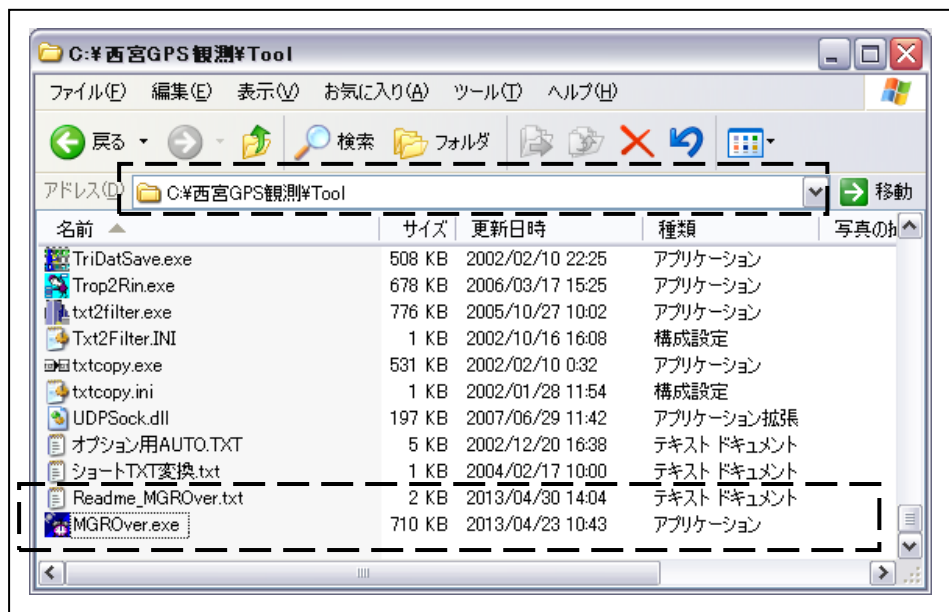 C:¥西宮GPS観測¥Tool
ファイル(F) 編集(E) 表示(V) お気に入り(A) ツール(T) ヘルプ(H)
戻る 検索 フォルダ
アドレス(D) C:¥西宮GPS観測¥Tool 移動
名前 サイズ 更新日時 種類 写真の
TriDatSave.exe 508 KB 2002/02/10 22:25 アプリケーション
Trop2Rin.exe 678 KB 2006/03/17 15:25 アプリケーション
txt2filter.exe 776 KB 2005/10/27 10:02 アプリケーション
Txt2Filter.INI 1 KB 2002/10/16 16:08 構成設定
txtcopy.exe 531 KB 2002/02/10 0:32 アプリケーション
txtcopy.ini 1 KB 2002/01/28 11:54 構成設定
UDPSock.dll 197 KB 2007/06/29 11:42 アプリケーション拡張
オプション用AUTO.TXT 5 KB 2002/12/20 16:38 テキスト ドキュメント
ショートTXT変換.txt 1 KB 2004/02/17 10:00 テキスト ドキュメント
Readme_MGROver.txt 2 KB 2013/04/30 14:04 テキスト ドキュメント
MGROver.exe 710 KB 2013/04/23 10:43 アプリケーション